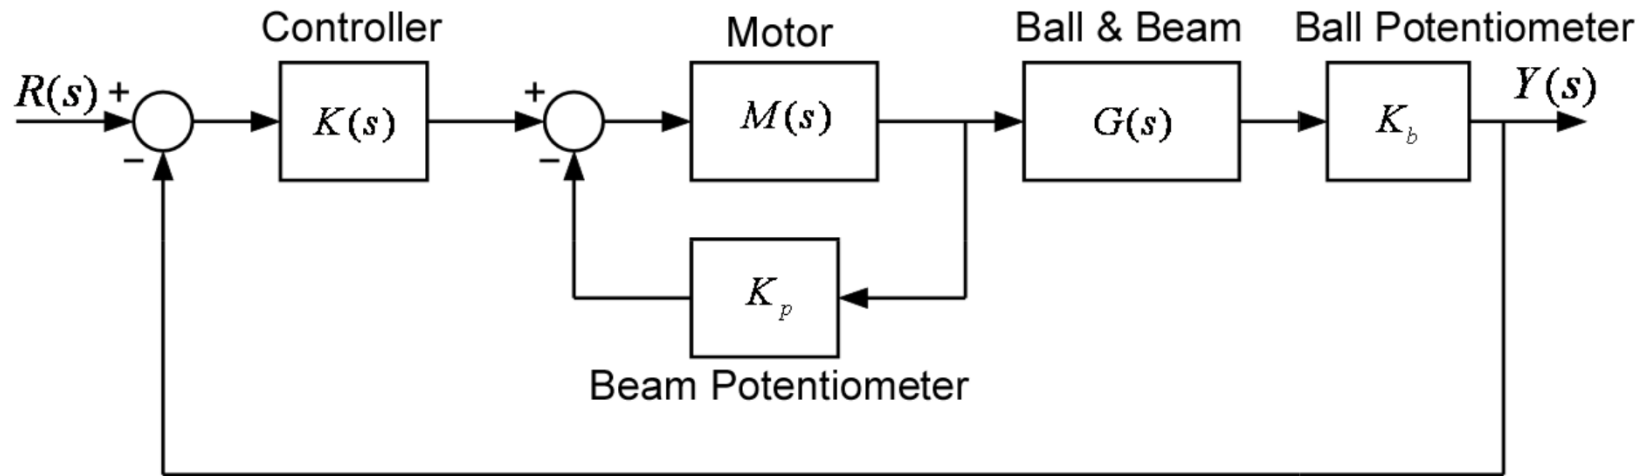 Controller
Motor
Ball & Beam
Ball Potentiometer
R(s)
+
−
K(s)
+
−
M(s)
G(s)
K_b
Y(s)
K_p
Beam Potentiometer